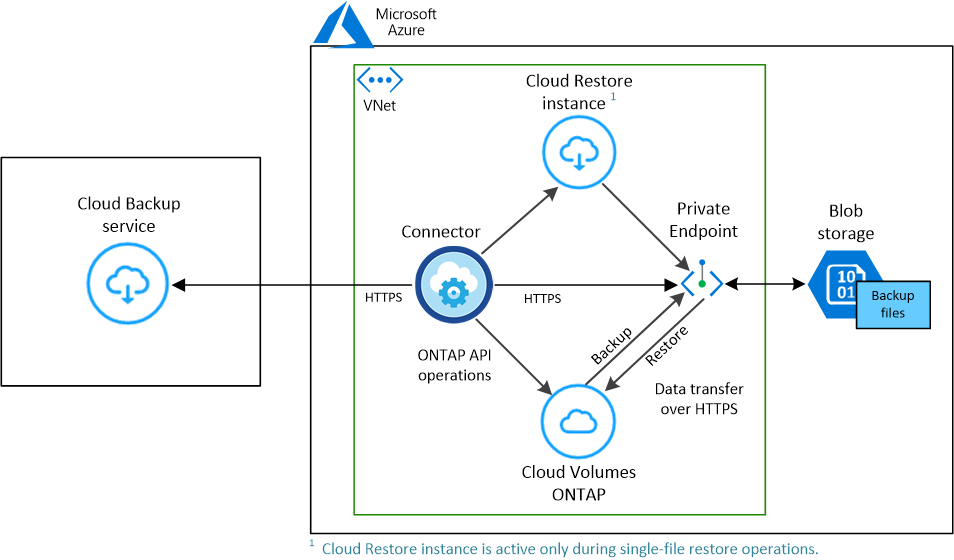 Microsoft
Azure
VNet
Cloud Restore
instance 1
Cloud Backup
service
Connector
Private
Endpoint
Blob
storage
10
01
Backup
files
HTTPS
HTTPS
ONTAP API
operations
Backup
Restore
Data transfer
over HTTPS
Cloud Volumes
ONTAP
1 Cloud Restore instance is active only during single-file restore operations.